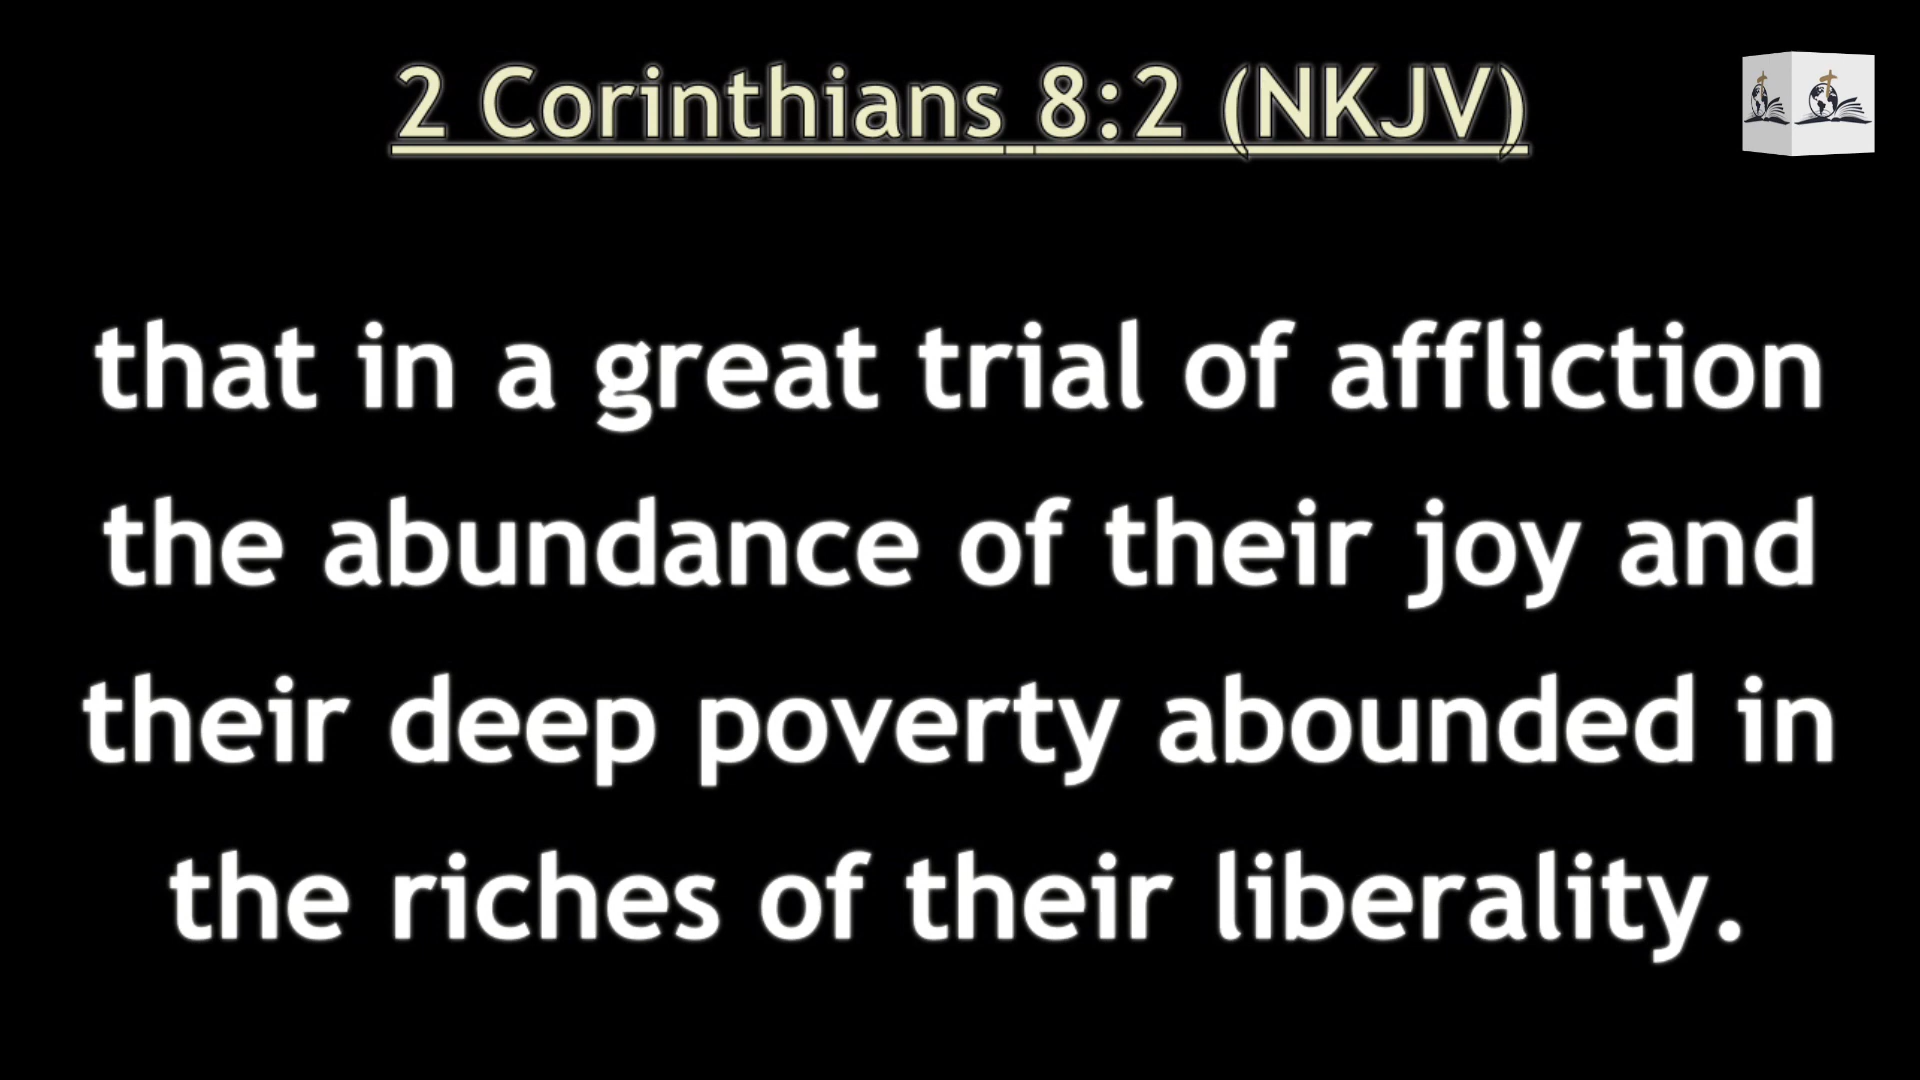 2 Corinthians 8:2 (NKJV)
that in a great trial of affliction
the abundance of their joy and
their deep poverty abounded in
the riches of their liberality.